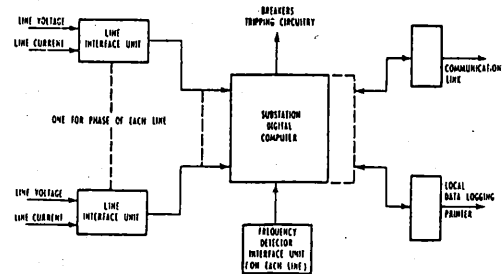 BREAKERS
TRIPPING CIRCUITRY
LINE VOLTAGE
LINE CURRENT
LINE
INTERFACE UNIT
COMMUNICATION
LINK
SUBSTATION
DIGITAL
COMPUTER
ONE FOR PHASE OF EACH LINE
LINE VOLTAGE
LINE CURRENT
LINE
INTERFACE UNIT
LOCAL
DATA LOGGING
PRINTER
FREQUENCY
DETECTOR
INTERFACE UNIT
(ON EACH LINE)